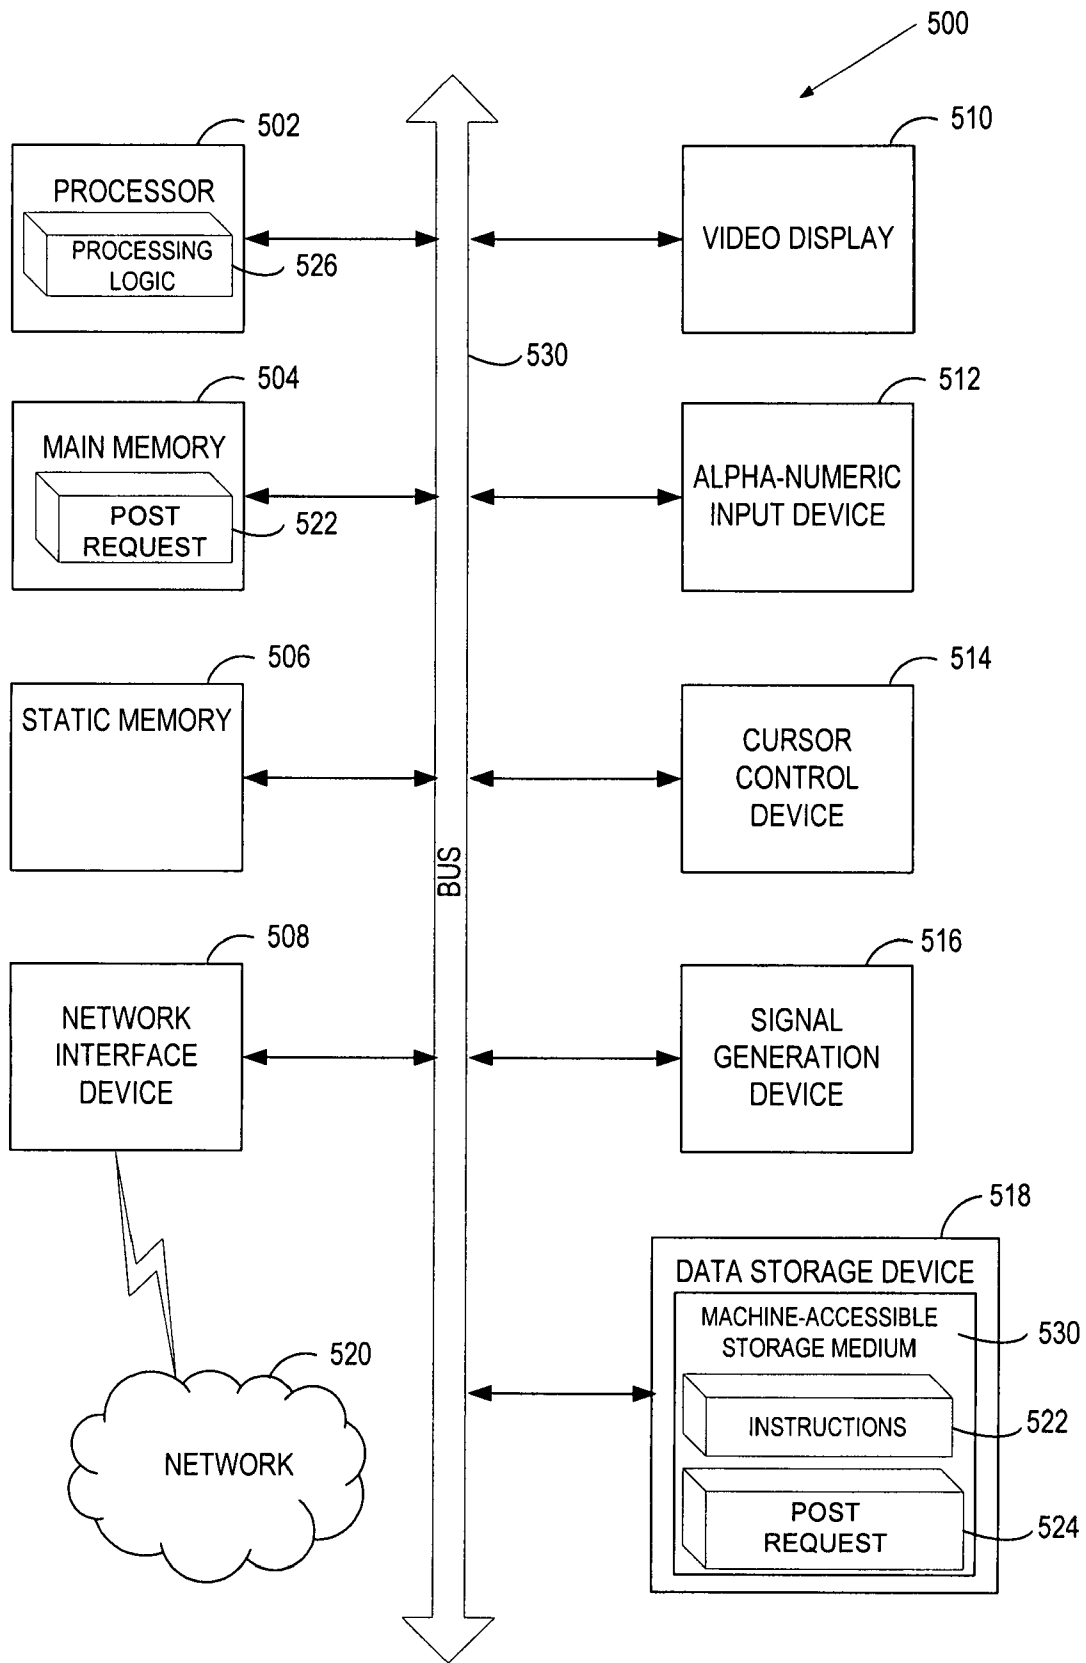 500
502
PROCESSOR
PROCESSING
LOGIC
526
510
VIDEO DISPLAY
530
504
MAIN MEMORY
POST
REQUEST
522
512
ALPHA-NUMERIC
INPUT DEVICE
506
STATIC MEMORY
514
CURSOR
CONTROL
DEVICE
BUS
508
NETWORK
INTERFACE
DEVICE
516
SIGNAL
GENERATION
DEVICE
518
DATA STORAGE DEVICE
MACHINE-ACCESSIBLE
STORAGE MEDIUM
530
INSTRUCTIONS
522
POST
REQUEST
524
520
NETWORK